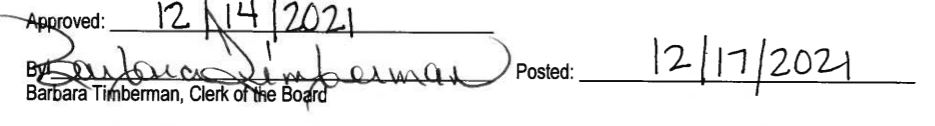 Approved: 12/14/2021
By: Barbara Timberman Posted: 12/17/2021
Barbara Timberman, Clerk of the Board